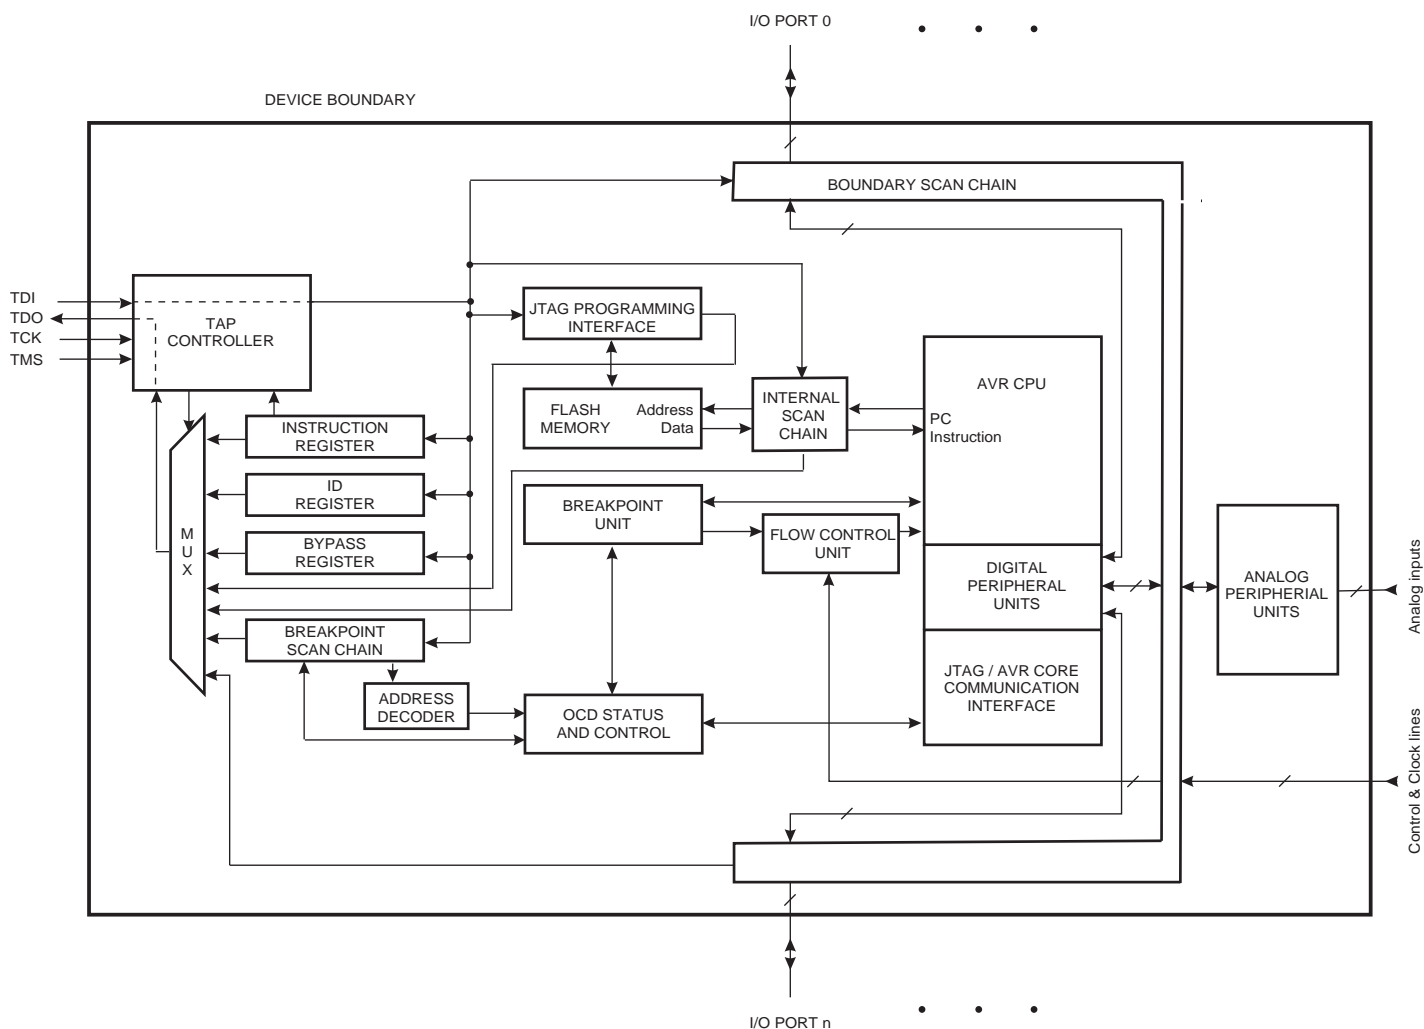 I/O PORT 0
DEVICE BOUNDARY
BOUNDARY SCAN CHAIN
TDI
TDO
TCK
TMS
TAP
CONTROLLER
JTAG PROGRAMMING
INTERFACE
AVR CPU
FLASH
MEMORY
Address
Data
INTERNAL
SCAN
CHAIN
PC
Instruction
INSTRUCTION
REGISTER
ID
REGISTER
BREAKPOINT
UNIT
FLOW CONTROL
UNIT
M
U
X
BYPASS
REGISTER
DIGITAL
PERIPHERAL
UNITS
ANALOG
PERIPHERIAL
UNITS
Analog inputs
BREAKPOINT
SCAN CHAIN
JTAG / AVR CORE
COMMUNICATION
INTERFACE
ADDRESS
DECODER
OCD STATUS
AND CONTROL
Control & Clock lines
I/O PORT n